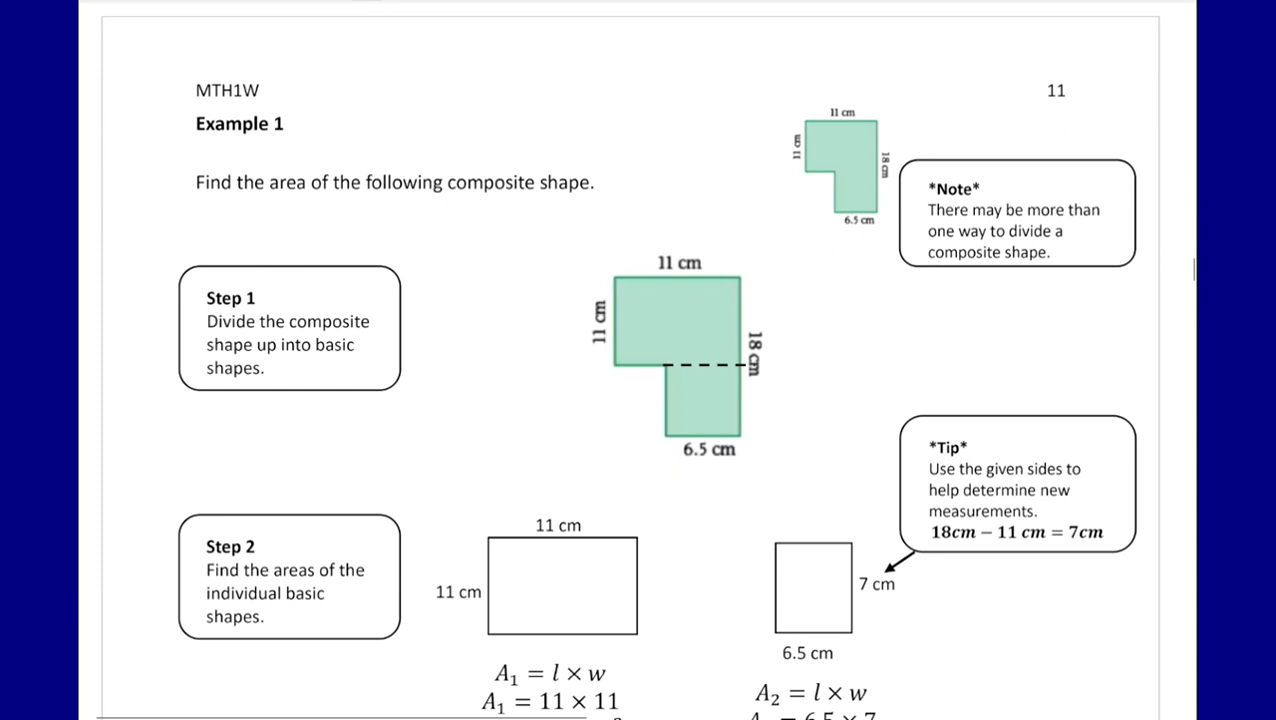 MTH1W
11
Example 1
11 cm
11 cm
18 cm
6.5 cm
Find the area of the following composite shape.
*Note*
There may be more than
one way to divide a
composite shape.
Step 1
Divide the composite
shape up into basic
shapes.
11 cm
11 cm
18 cm
6.5 cm
*Tip*
Use the given sides to
help determine new
measurements.
18cm − 11 cm = 7cm
Step 2
Find the areas of the
individual basic
shapes.
11 cm
11 cm
7 cm
6.5 cm
A₁ = l × w
A₁ = 11 × 11
A₂ = l × w